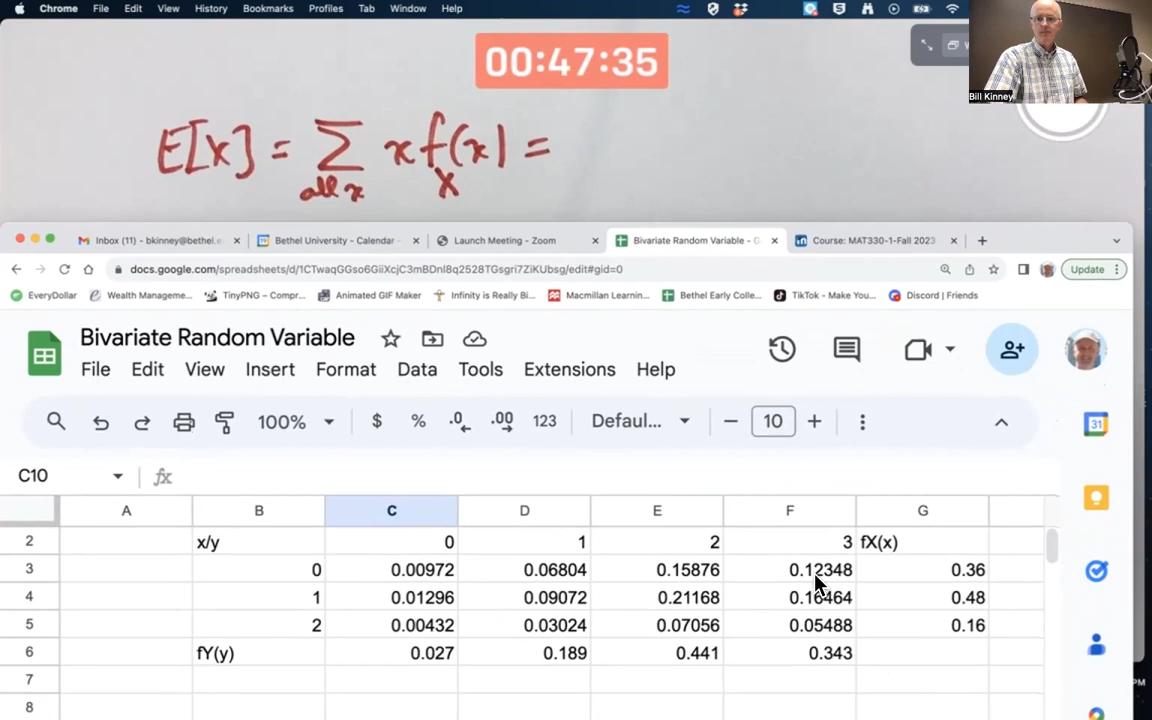 Chrome File Edit View History Bookmarks Profiles Tab Window Help
00:47:35
Bill Kinney
E[X] = ∑ x f(x) =
all x X
Inbox (11) - bkinney@bethel.e
Bethel University - Calendar -
Launch Meeting - Zoom
Bivariate Random Variable - G
Course: MAT330-1-Fall 2023
docs.google.com/spreadsheets/d/1CTwaqGGso6GiiXcjC3mBDnl8q2528TGsgri7ZiKUbsg/edit#gid=0
Update
EveryDollar Wealth Maneme... TinyPNG – Compr... Animated GIF Maker Infinity is Really Bi... Macmillan Learnin... Bethel Early Colle... TikTok - Make You... Discord | Friends
Bivariate Random Variable
File Edit View Insert Format Data Tools Extensions Help
100% $ % .0 .00 123 Defaul... − 10 +
31
C10 fx
A B C D E F G
2 x/y 0 1 2 3 fX(x)
3 0 0.00972 0.06804 0.15876 0.12348 0.36
4 1 0.01296 0.09072 0.21168 0.16464 0.48
5 2 0.00432 0.03024 0.07056 0.05488 0.16
6 fY(y) 0.027 0.189 0.441 0.343
7
8
PM